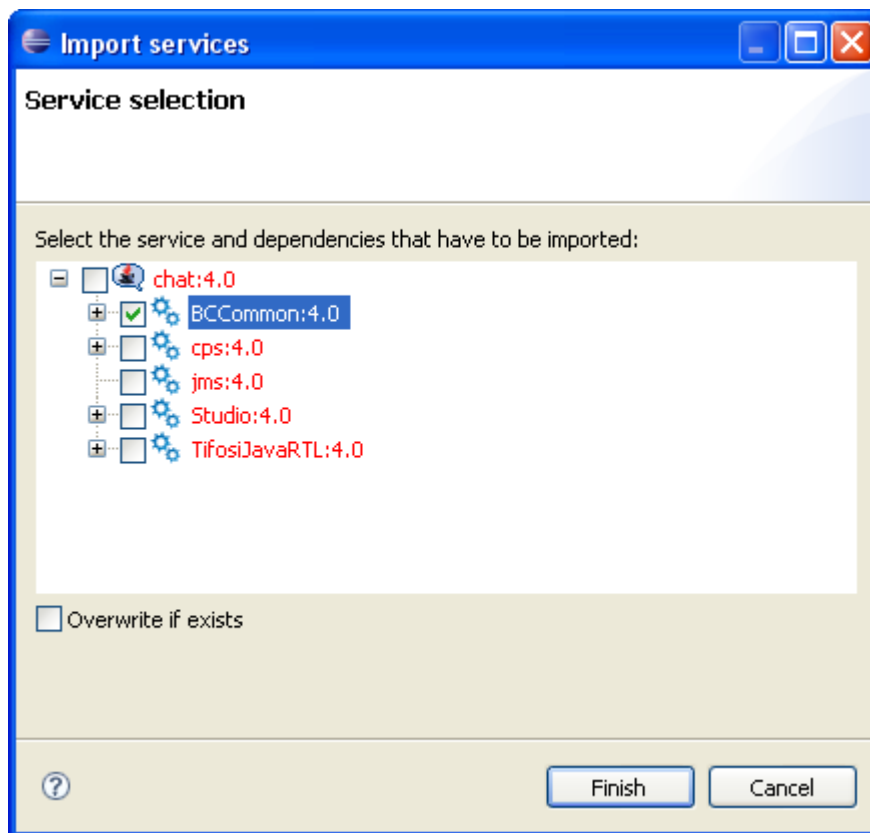 Import services
Service selection
Select the service and dependencies that have to be imported:
chat:4.0
BCCommon:4.0
cps:4.0
jms:4.0
Studio:4.0
TifosiJavaRTL:4.0
Overwrite if exists
Finish Cancel